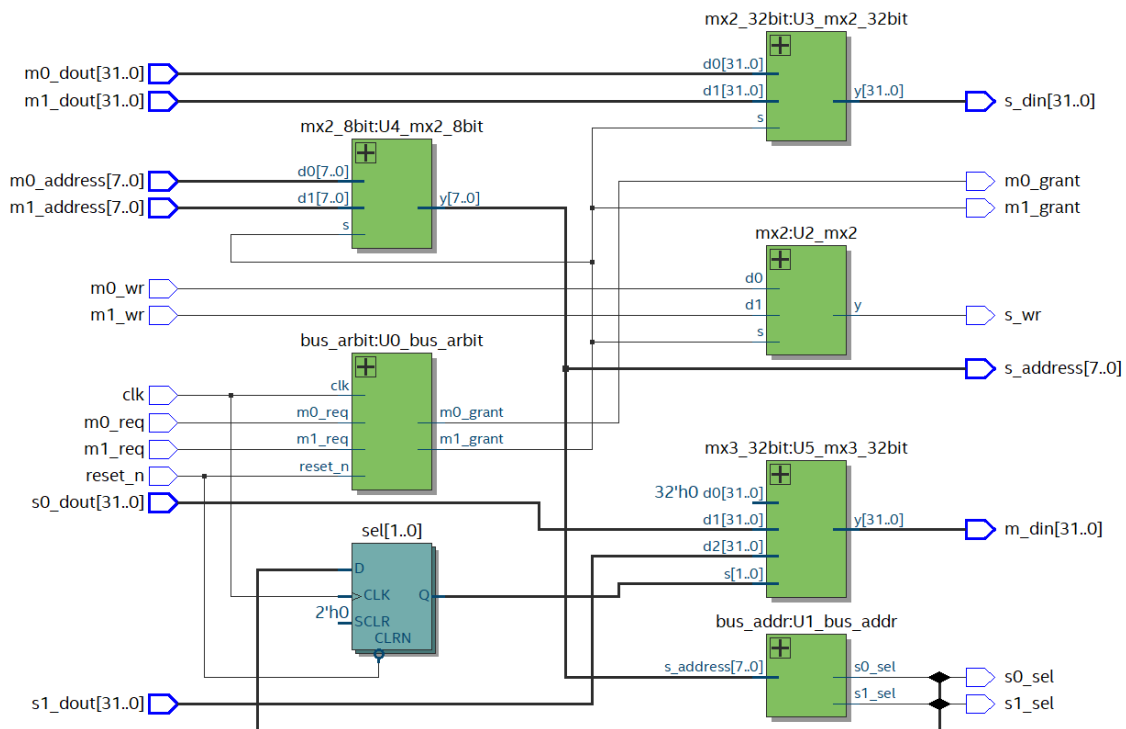 mx2_32bit:U3_mx2_32bit
m0_dout[31..0]
d0[31..0]
m1_dout[31..0]
d1[31..0]
y[31..0]
s_din[31..0]
s
mx2_8bit:U4_mx2_8bit
m0_address[7..0]
d0[7..0]
m0_grant
m1_address[7..0]
d1[7..0]
y[7..0]
m1_grant
s
mx2:U2_mx2
m0_wr
d0
m1_wr
d1
y
s_wr
s
bus_arbit:U0_bus_arbit
s_address[7..0]
clk
clk
m0_req
m0_req
m0_grant
m1_req
m1_req
m1_grant
mx3_32bit:U5_mx3_32bit
reset_n
reset_n
32'h0
d0[31..0]
s0_dout[31..0]
d1[31..0]
y[31..0]
m_din[31..0]
sel[1..0]
d2[31..0]
D
s[1..0]
CLK
Q
2'h0
SCLR
bus_addr:U1_bus_addr
CLRN
s_address[7..0]
s0_sel
s0_sel
s1_dout[31..0]
s1_sel
s1_sel